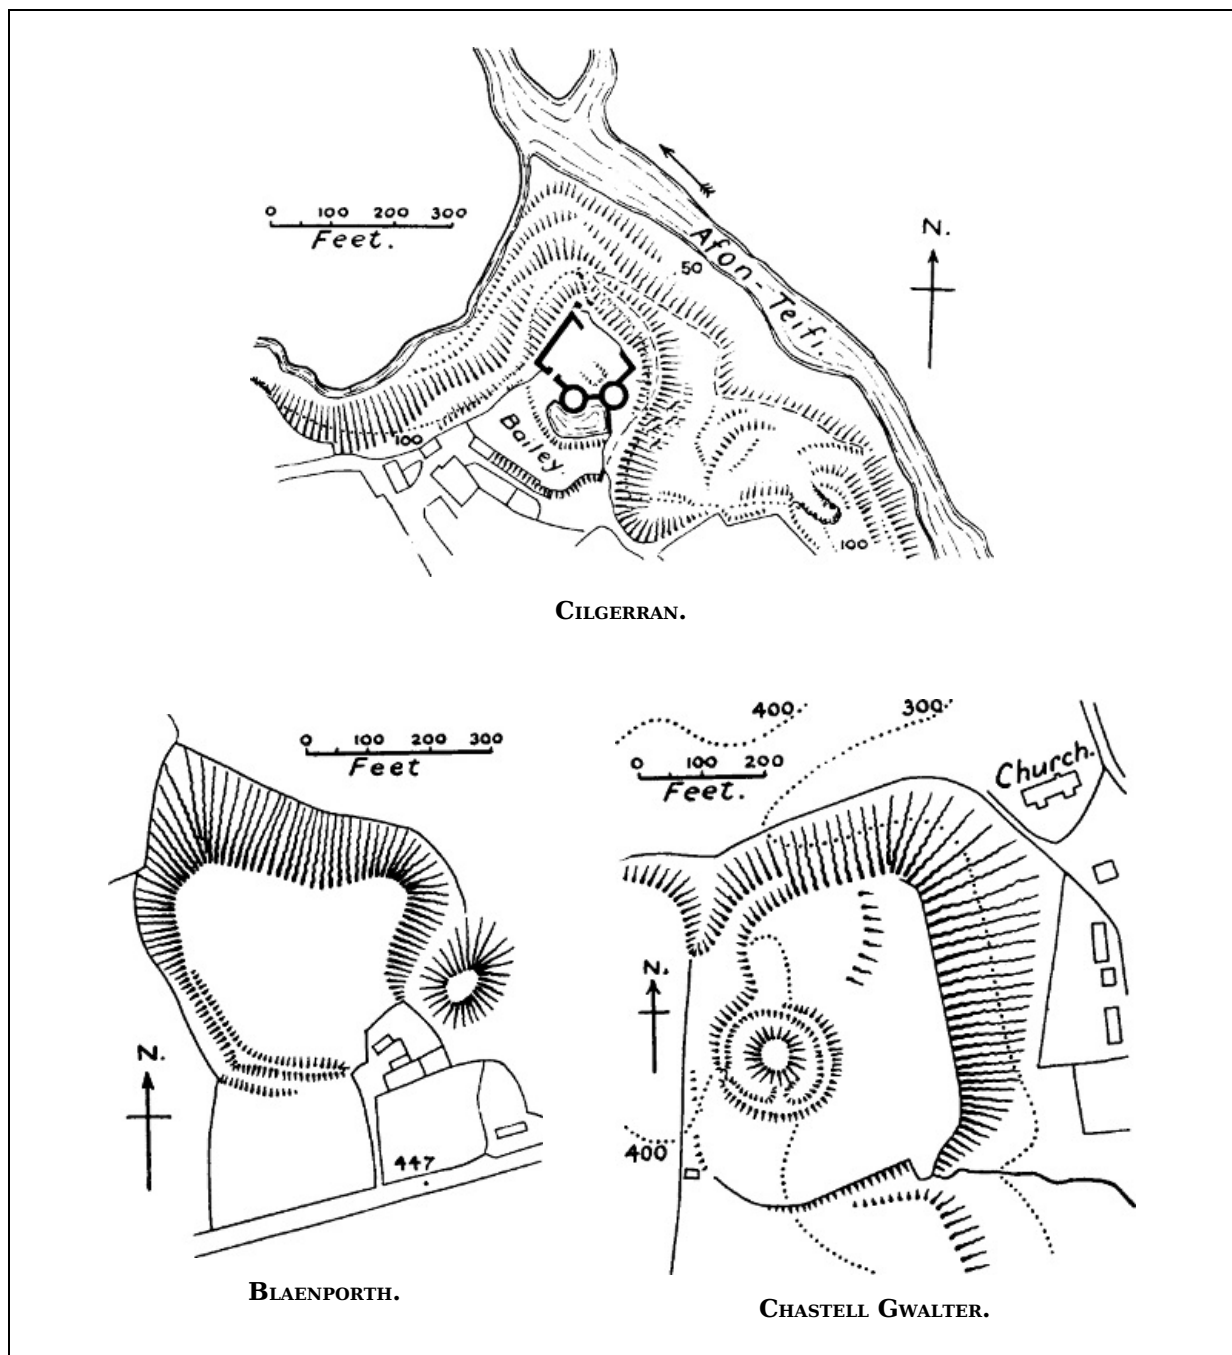 0 100 200 300
Feet.
N.
Afon-Teifi.
50
Bailey.
100
100
Cilgerran.
0 100 200 300
Feet
N.
447
Blaenporth.
400.
300.
0 100 200
Feet.
Church.
N.
400
Chastell Gwalter.